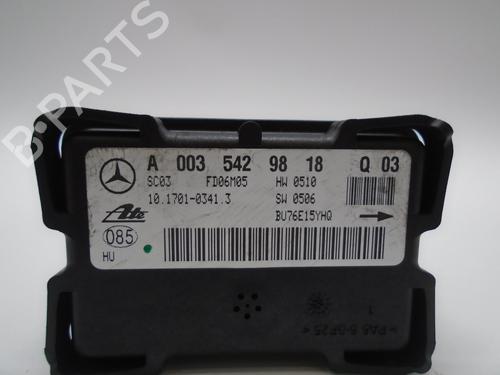 B-PARTS
A 003 542 98 18 Q 03
SC03 FD06M05 HW 0510
10.1701-0341.3 SW 0506
Ate BU76E15YHQ
085
HU
1